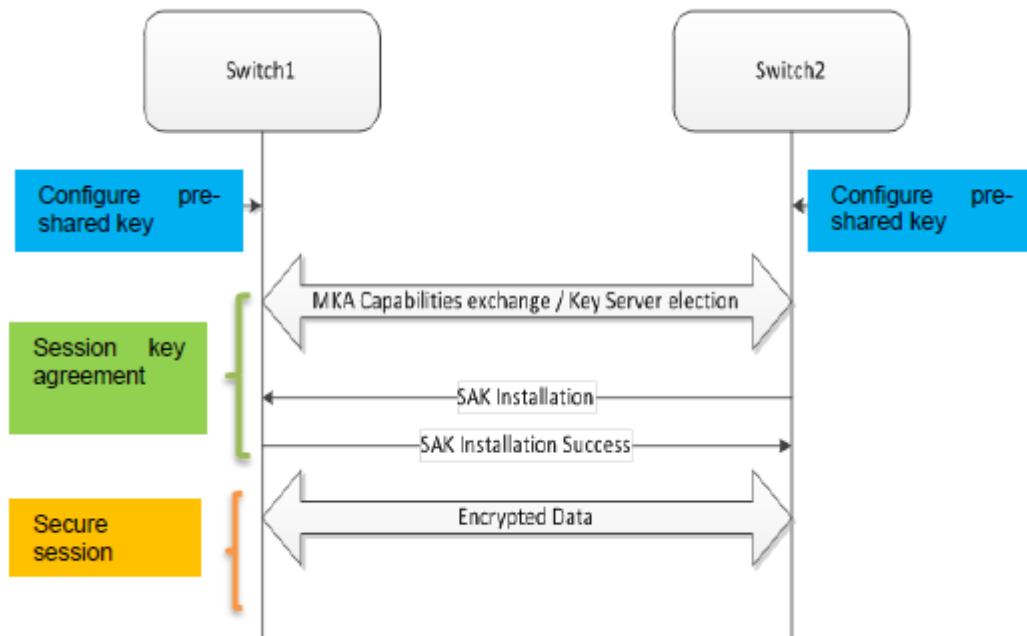 Switch1
Switch2
Configure pre-
shared key
Configure pre-
shared key
MKA Capabilities exchange / Key Server election
Session key
agreement
SAK Installation
SAK Installation Success
Secure
session
Encrypted Data